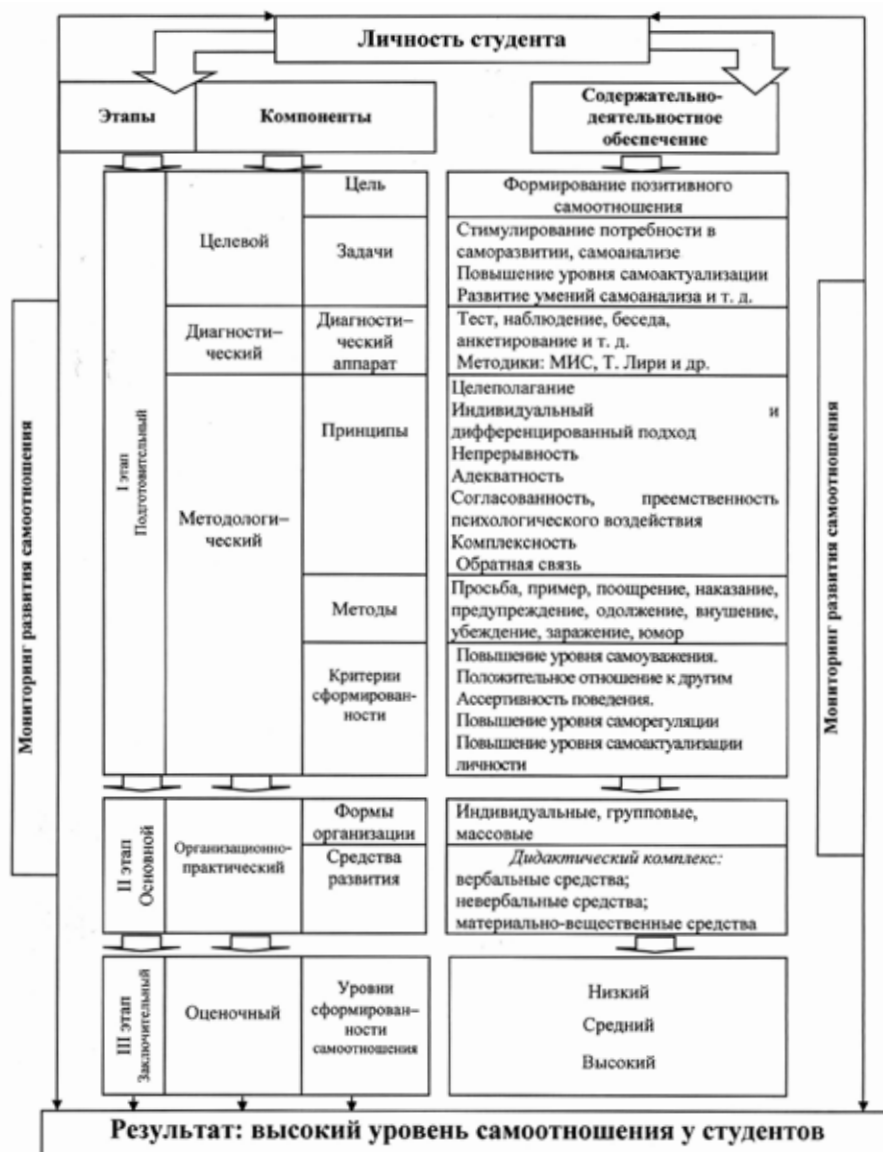 Личность студента
Этапы
Компоненты
Содержательно-
деятельностное
обеспечение
Мониторинг развития самоотношения
I этап
Подготовительный
Целевой
Цель
Формирование позитивного
самоотношения
Задачи
Стимулирование потребности в
саморазвитии, самоанализе
Повышение уровня самоактуализации
Развитие умений самоанализа и т. д.
Диагности–
ческий
Диагности–
ческий
аппарат
Тест, наблюдение, беседа,
анкетирование и т. д.
Методики: МИС, Т. Лири и др.
Методологи–
ческий
Принципы
Целеполагание
Индивидуальный и
дифференцированный подход
Непрерывность
Адекватность
Согласованность, преемственность
психологического воздействия
Комплексность
Обратная связь
Методы
Просьба, пример, поощрение, наказание,
предупреждение, одолжение, внушение,
убеждение, заражение, юмор
Критерии
сформирован-
ности
Повышение уровня самоуважения.
Положительное отношение к другим
Ассертивность поведения.
Повышение уровня саморегуляции
Повышение уровня самоактуализации
личности
II этап
Основной
Организационно-
практический
Формы
организации
Индивидуальные, групповые,
массовые
Средства
развития
Дидактический комплекс:
вербальные средства;
невербальные средства;
материально-вещественные средства
III этап
Заключительный
Оценочный
Уровни
сформирован–
ности
самоотношения
Низкий
Средний
Высокий
Мониторинг развития самоотношения
Результат: высокий уровень самоотношения у студентов